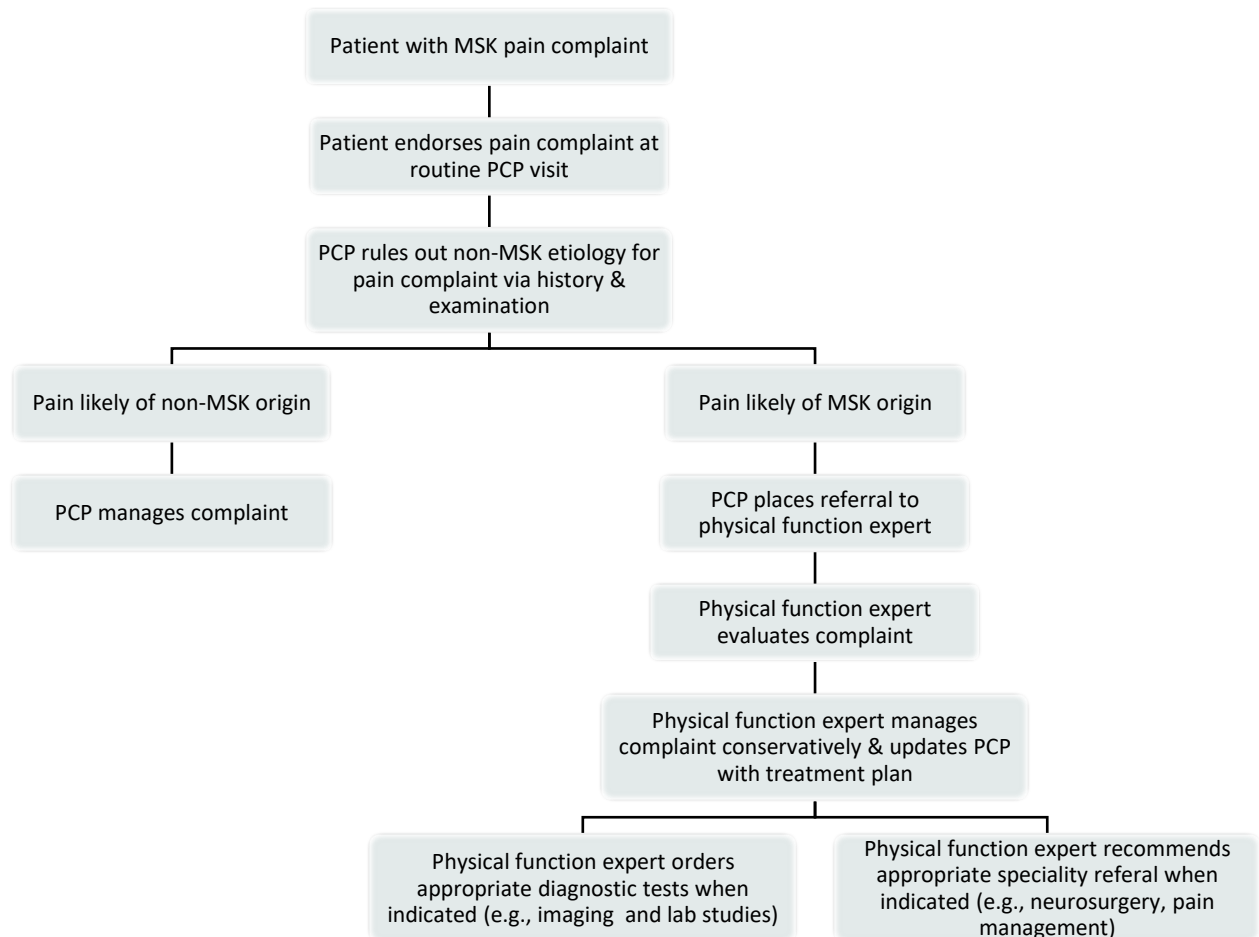 Patient with MSK pain complaint
Patient endorses pain complaint at
routine PCP visit
PCP rules out non-MSK etiology for
pain complaint via history &
examination
Pain likely of non-MSK origin
PCP manages complaint
Pain likely of MSK origin
PCP places referral to
physical function expert
Physical function expert
evaluates complaint
Physical function expert manages
complaint conservatively & updates PCP
with treatment plan
Physical function expert orders
appropriate diagnostic tests when
indicated (e.g., imaging and lab studies)
Physical function expert recommends
appropriate speciality referal when
indicated (e.g., neurosurgery, pain
management)